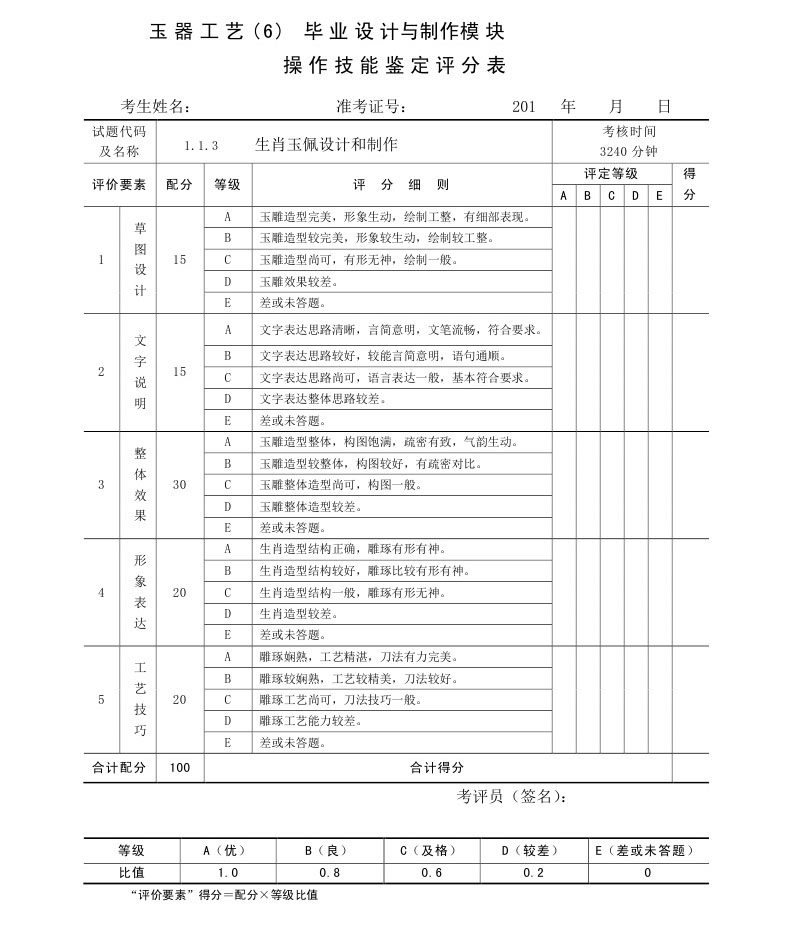 玉器工艺(6) 毕业设计与制作模块
操作技能鉴定评分表
考生姓名： 准考证号： 201 年 月 日
试题代码及名称 1.1.3 生肖玉佩设计和制作 考核时间 3240 分钟
评价要素 配分 等级 评分细则 评定等级 得分
A B C D E
1 草图设计 15 A 玉雕造型完美，形象生动，绘制工整，有细部表现。
B 玉雕造型较完美，形象较生动，绘制较工整。
C 玉雕造型尚可，有形无神，绘制一般。
D 玉雕效果较差。
E 差或未答题。
2 文字说明 15 A 文字表达思路清晰，言简意明，文笔流畅，符合要求。
B 文字表达思路较好，较能言简意明，语句通顺。
C 文字表达思路尚可，语言表达一般，基本符合要求。
D 文字表达整体思路较差。
E 差或未答题。
3 整体效果 30 A 玉雕造型整体，构图饱满，疏密有致，气韵生动。
B 玉雕造型较整体，构图较好，有疏密对比。
C 玉雕整体造型尚可，构图一般。
D 玉雕整体造型较差。
E 差或未答题。
4 形象表达 20 A 生肖造型结构正确，雕琢有形有神。
B 生肖造型结构较好，雕琢比较有形有神。
C 生肖造型结构一般，雕琢有形无神。
D 生肖造型较差。
E 差或未答题。
5 工艺技巧 20 A 雕琢娴熟，工艺精湛，刀法有力完美。
B 雕琢较娴熟，工艺较精美，刀法较好。
C 雕琢工艺尚可，刀法技巧一般。
D 雕琢工艺能力较差。
E 差或未答题。
合计配分 100 合计得分
考评员（签名）：
等级 A（优） B（良） C（及格） D（较差） E（差或未答题）
比值 1.0 0.8 0.6 0.2 0
“评价要素”得分＝配分×等级比值